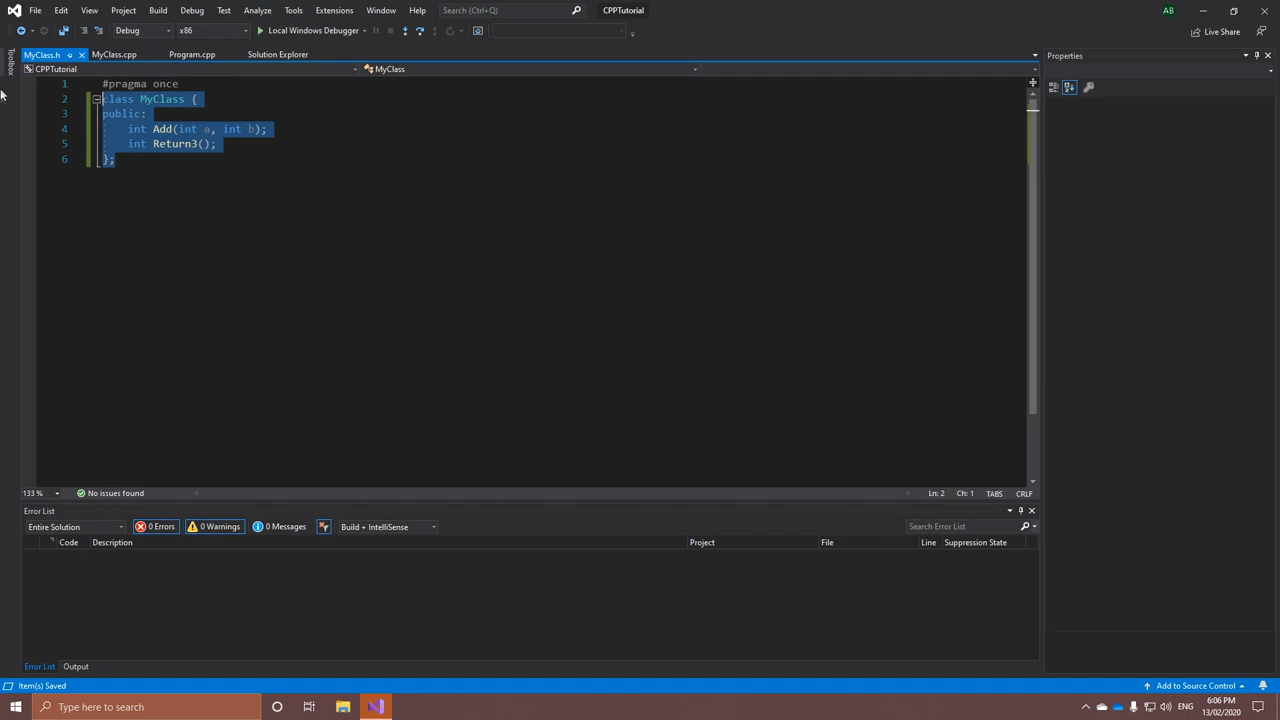 File Edit View Project Build Debug Test Analyze Tools Extensions Window Help Search (Ctrl+Q) CPPTutorial AB
Debug x86 Local Windows Debugger Live Share
Toolbox
MyClass.h MyClass.cpp Program.cpp Solution Explorer Properties
CPPTutorial MyClass
1 #pragma once
2 class MyClass {
3 public:
4 int Add(int a, int b);
5 int Return3();
6 };
133 % No issues found Ln: 2 Ch: 1 TABS CRLF
Error List
Entire Solution 0 Errors 0 Warnings 0 Messages Build + IntelliSense Search Error List
Code Description Project File Line Suppression State
Error List Output
Item(s) Saved Add to Source Control
Type here to search ENG 6:06 PM
13/02/2020